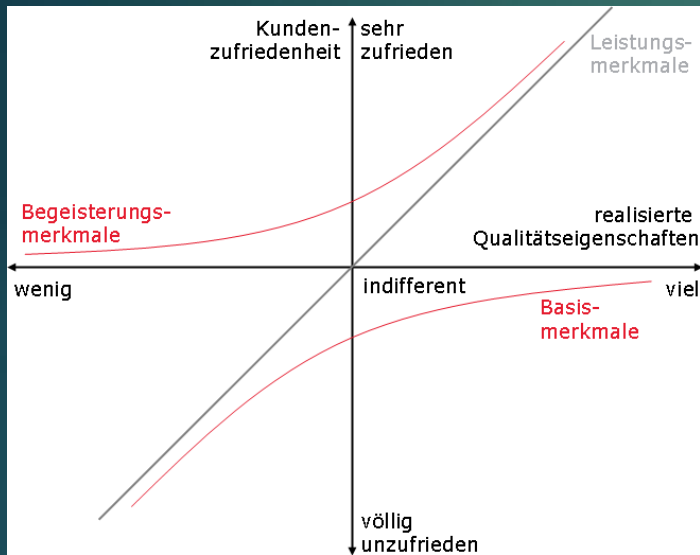 Kunden-
zufriedenheit
sehr
zufrieden
Leistungs-
merkmale
Begeisterungs-
merkmale
realisierte
Qualitätseigenschaften
wenig
indifferent
viel
Basis-
merkmale
völlig
unzufrieden